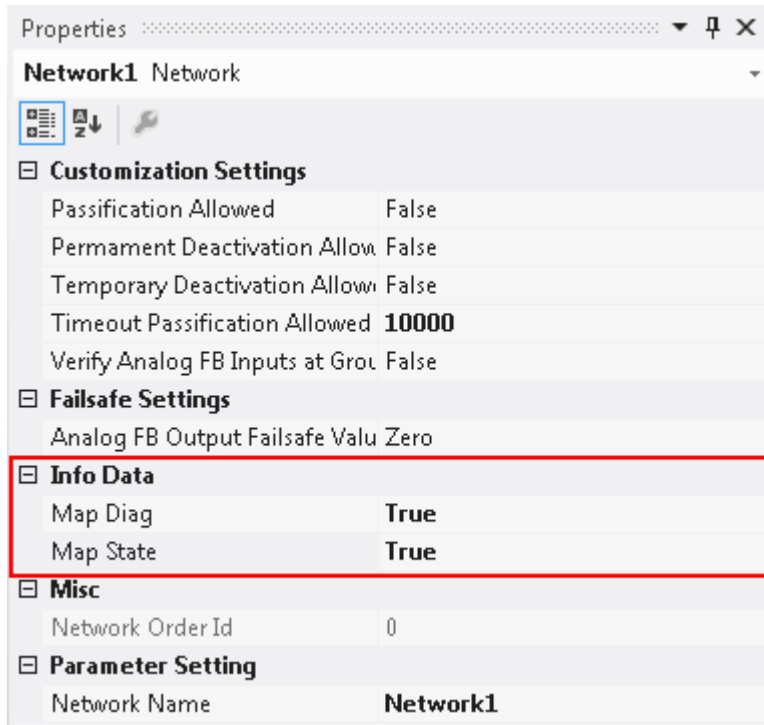 Properties
Network1 Network
Customization Settings
Passification Allowed False
Permament Deactivation Allow False
Temporary Deactivation Allow False
Timeout Passification Allowed 10000
Verify Analog FB Inputs at Grou False
Failsafe Settings
Analog FB Output Failsafe Valu Zero
Info Data
Map Diag True
Map State True
Misc
Network Order Id 0
Parameter Setting
Network Name Network1